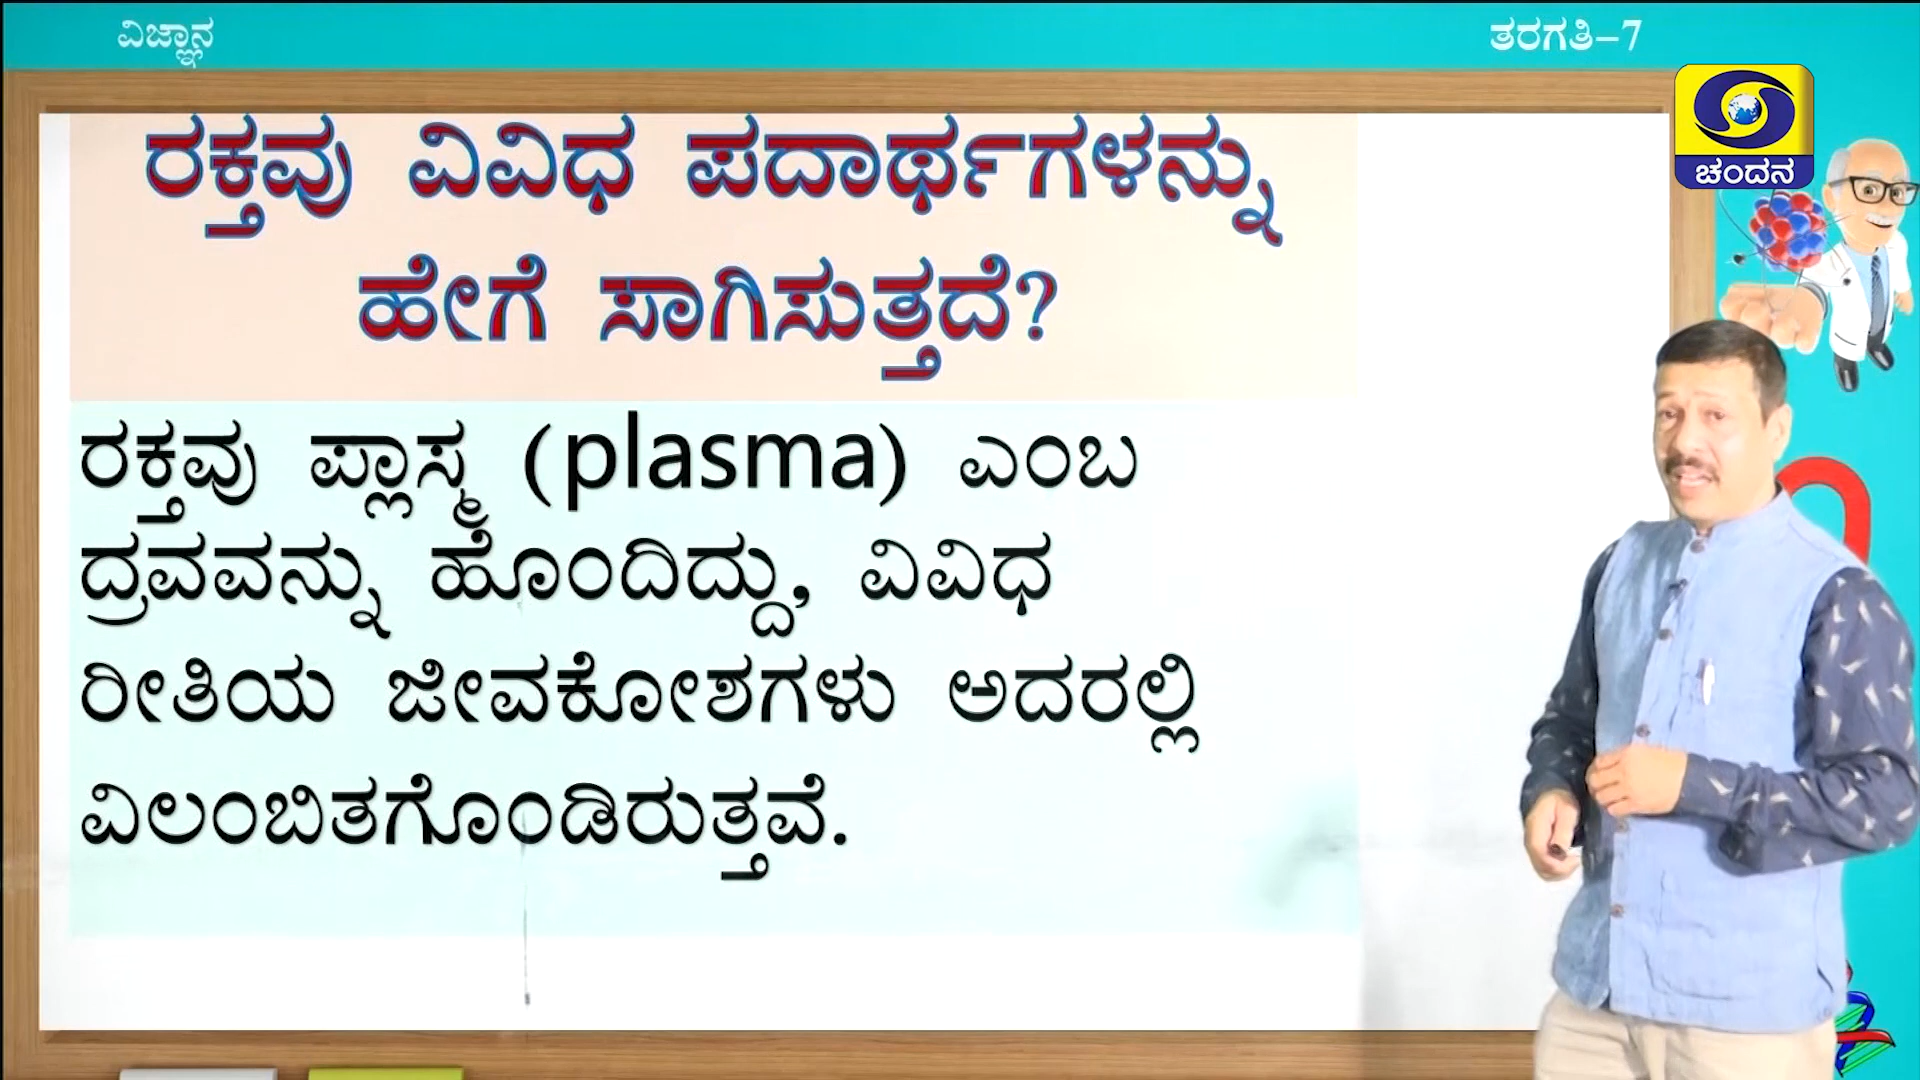 ವಿಜ್ಞಾನ
ತರಗತಿ–7
ಚಂದನ
ರಕ್ತವು ವಿವಿಧ ಪದಾರ್ಥಗಳನ್ನು
ಹೇಗೆ ಸಾಗಿಸುತ್ತದೆ?
ರಕ್ತವು ಪ್ಲಾಸ್ಮ (plasma) ಎಂಬ
ದ್ರವವನ್ನು ಹೊಂದಿದ್ದು, ವಿವಿಧ
ರೀತಿಯ ಜೀವಕೋಶಗಳು ಅದರಲ್ಲಿ
ವಿಲಂಬಿತಗೊಂಡಿರುತ್ತವೆ.